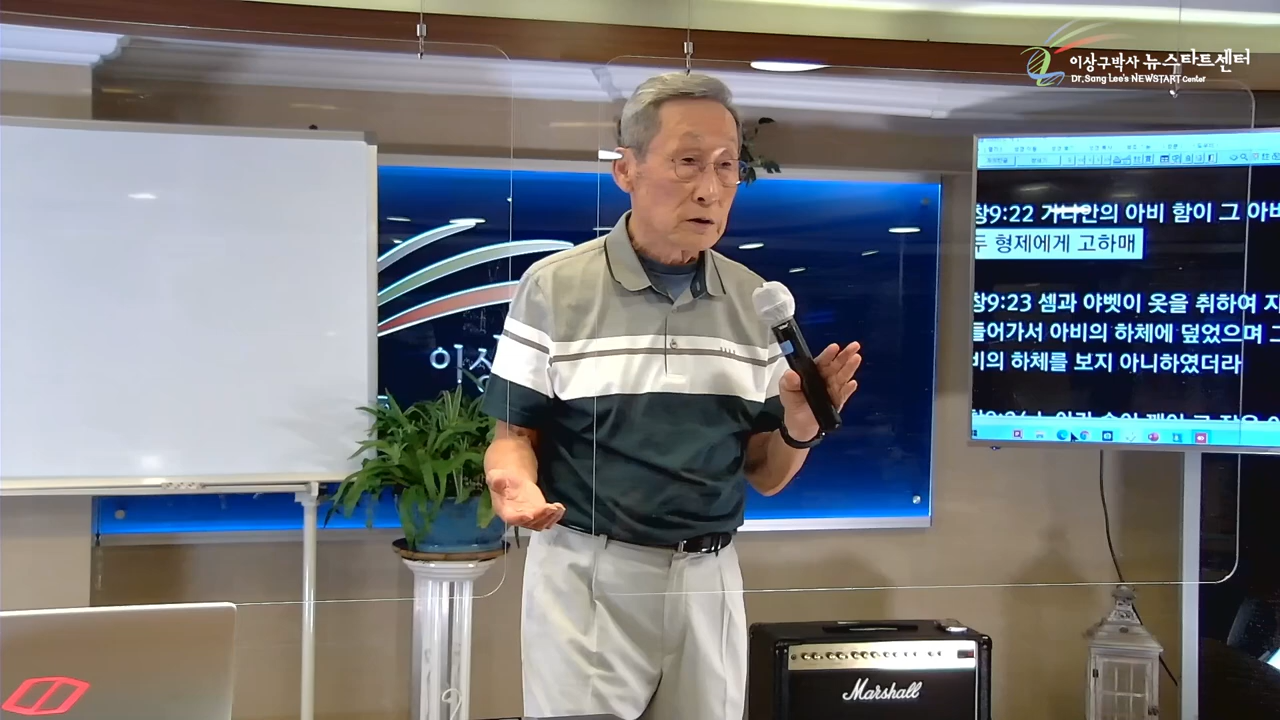 이상구박사 뉴스타트센터
Dr. Sang Lee's NEWSTART Center
창9:22 가나안의 아비 함이 그 아비
두 형제에게 고하매
창9:23 셈과 야벳이 옷을 취하여 자
들어가서 아비의 하체에 덮었으며 그
비의 하체를 보지 아니하였더라
이상
Marshall